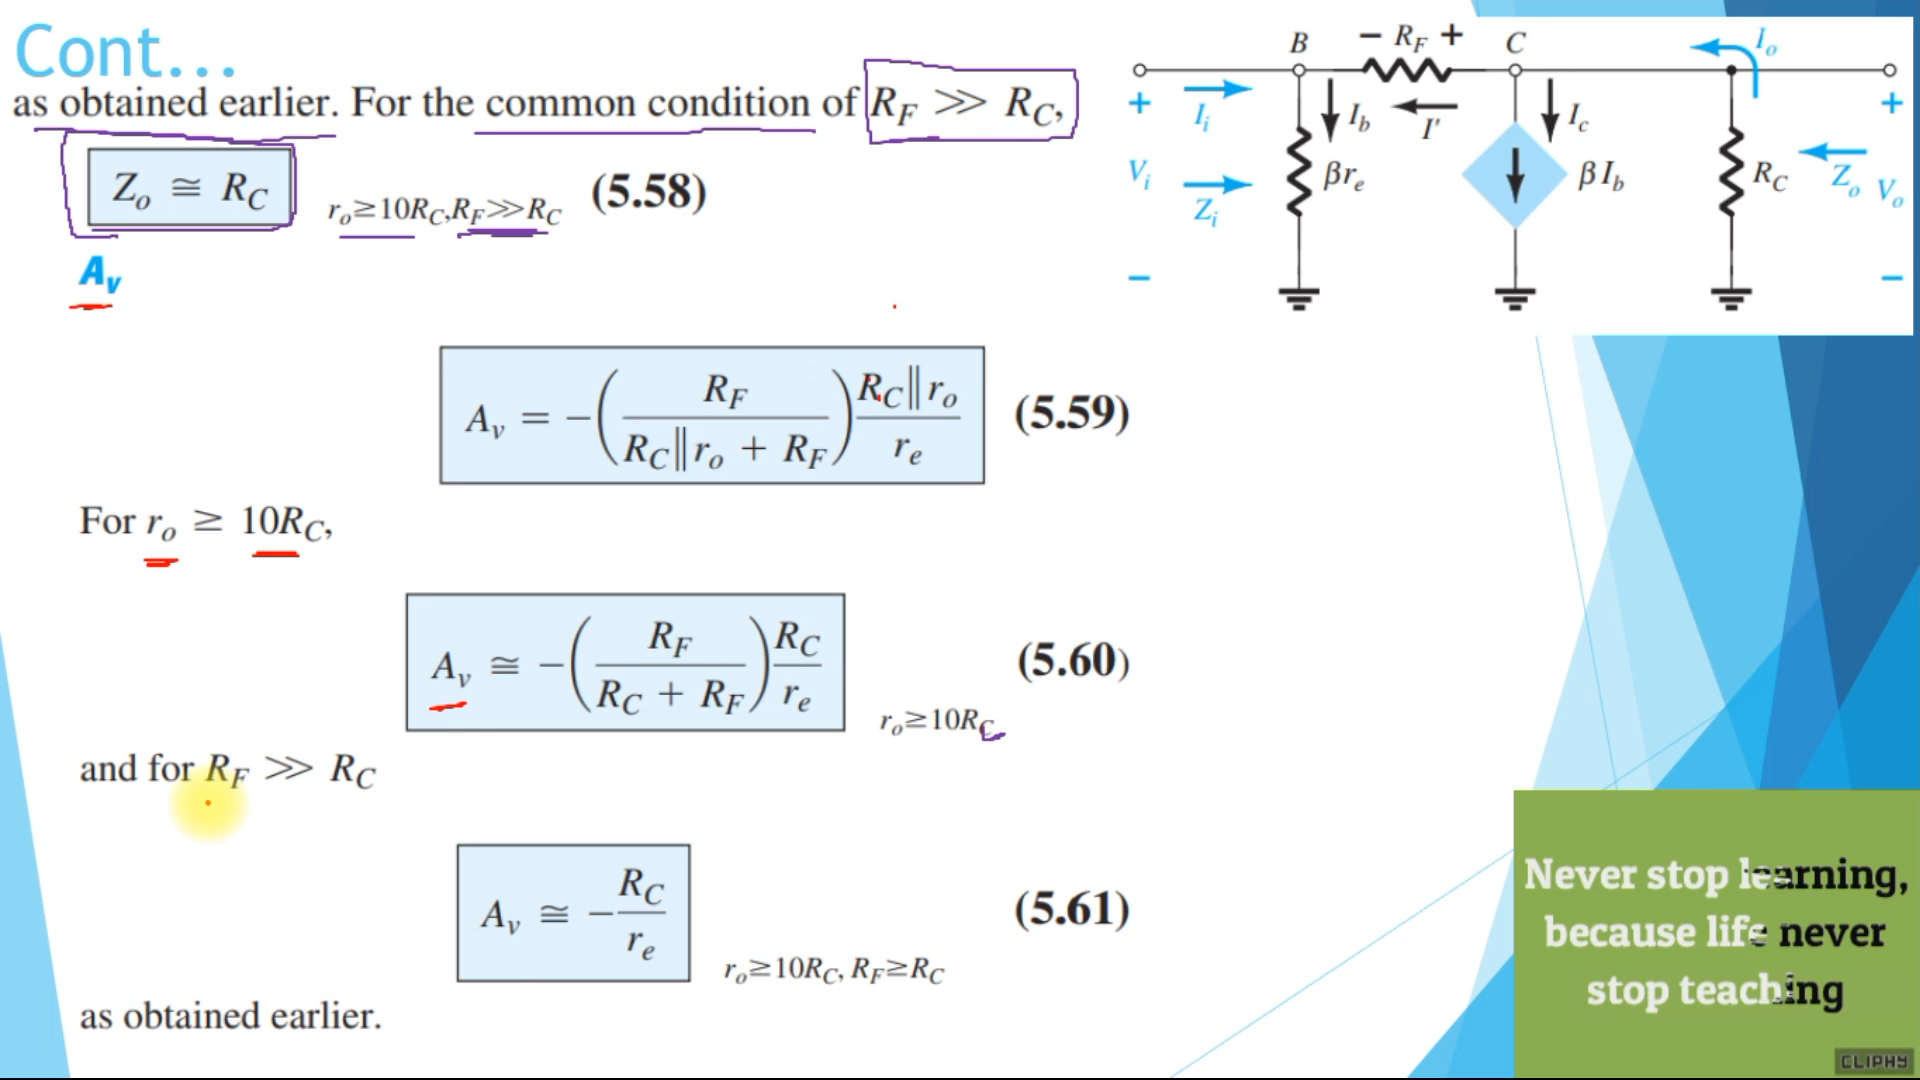 Cont...
as obtained earlier. For the common condition of R_F ≫ R_C,
Z_o ≅ R_C   r_o≥10R_C,R_F≫R_C   (5.58)
A_v
A_v = −(R_F / (R_C∥r_o + R_F)) (R_C∥r_o / r_e)   (5.59)
For r_o ≥ 10R_C,
A_v ≅ −(R_F / (R_C + R_F)) (R_C / r_e)   r_o≥10R_C   (5.60)
and for R_F ≫ R_C
A_v ≅ −R_C / r_e   r_o≥10R_C, R_F≥R_C   (5.61)
as obtained earlier.
B − R_F + C I_o
+ I_i I_b I′ I_c +
V_i Z_i βr_e βI_b R_C Z_o V_o
− −
Never stop learning,
because life never
stop teaching
CLIPHY